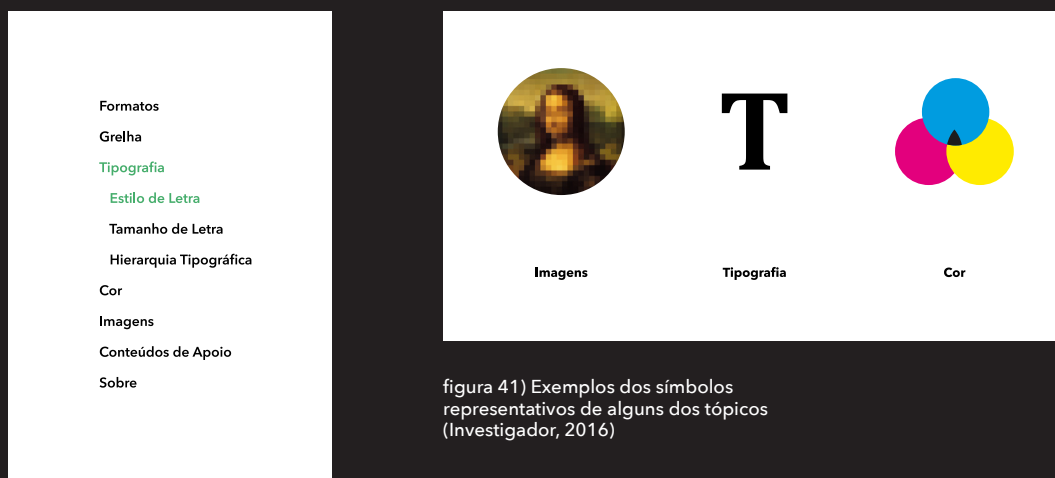 Formatos
Grelha
Tipografia
Estilo de Letra
Tamanho de Letra
Hierarquia Tipográfica
Cor
Imagens
Conteúdos de Apoio
Sobre
T
Imagens
Tipografia
Cor
figura 41) Exemplos dos símbolos
representativos de alguns dos tópicos
(Investigador, 2016)